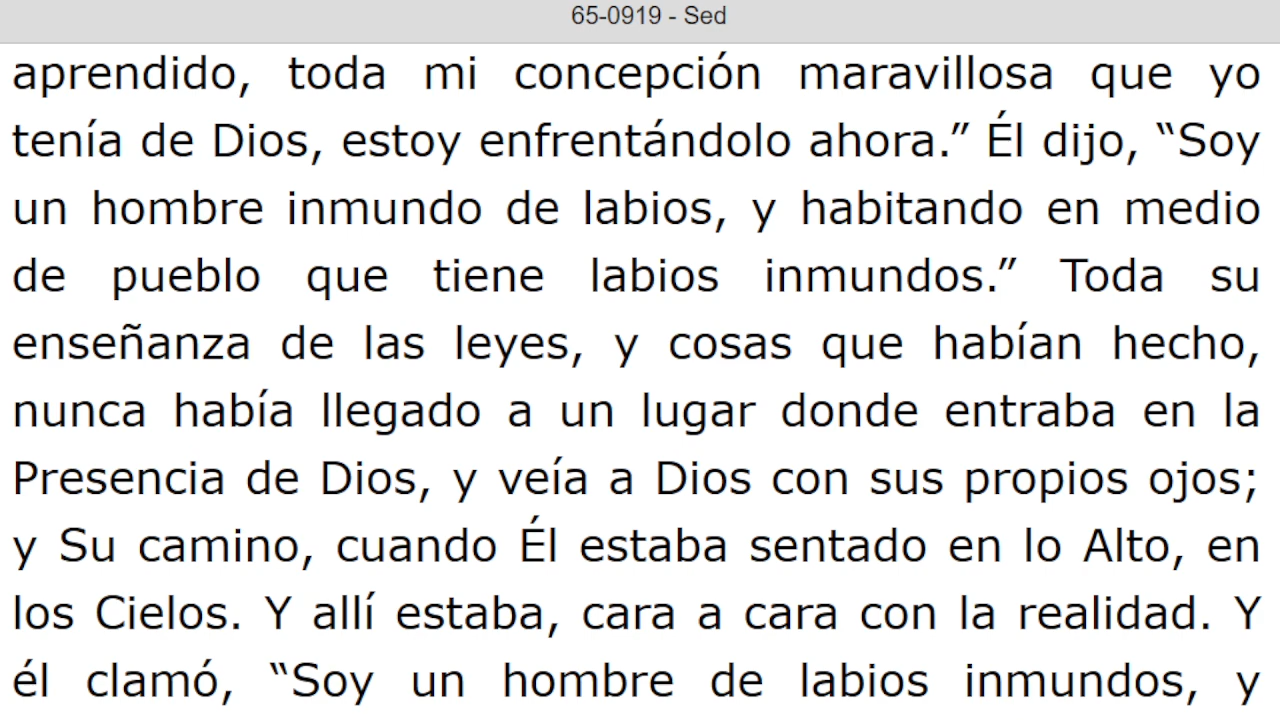 65-0919 - Sed
aprendido, toda mi concepción maravillosa que yo
tenía de Dios, estoy enfrentándolo ahora.” Él dijo, “Soy
un hombre inmundo de labios, y habitando en medio
de pueblo que tiene labios inmundos.” Toda su
enseñanza de las leyes, y cosas que habían hecho,
nunca había llegado a un lugar donde entraba en la
Presencia de Dios, y veía a Dios con sus propios ojos;
y Su camino, cuando Él estaba sentado en lo Alto, en
los Cielos. Y allí estaba, cara a cara con la realidad. Y
él clamó, “Soy un hombre de labios inmundos, y